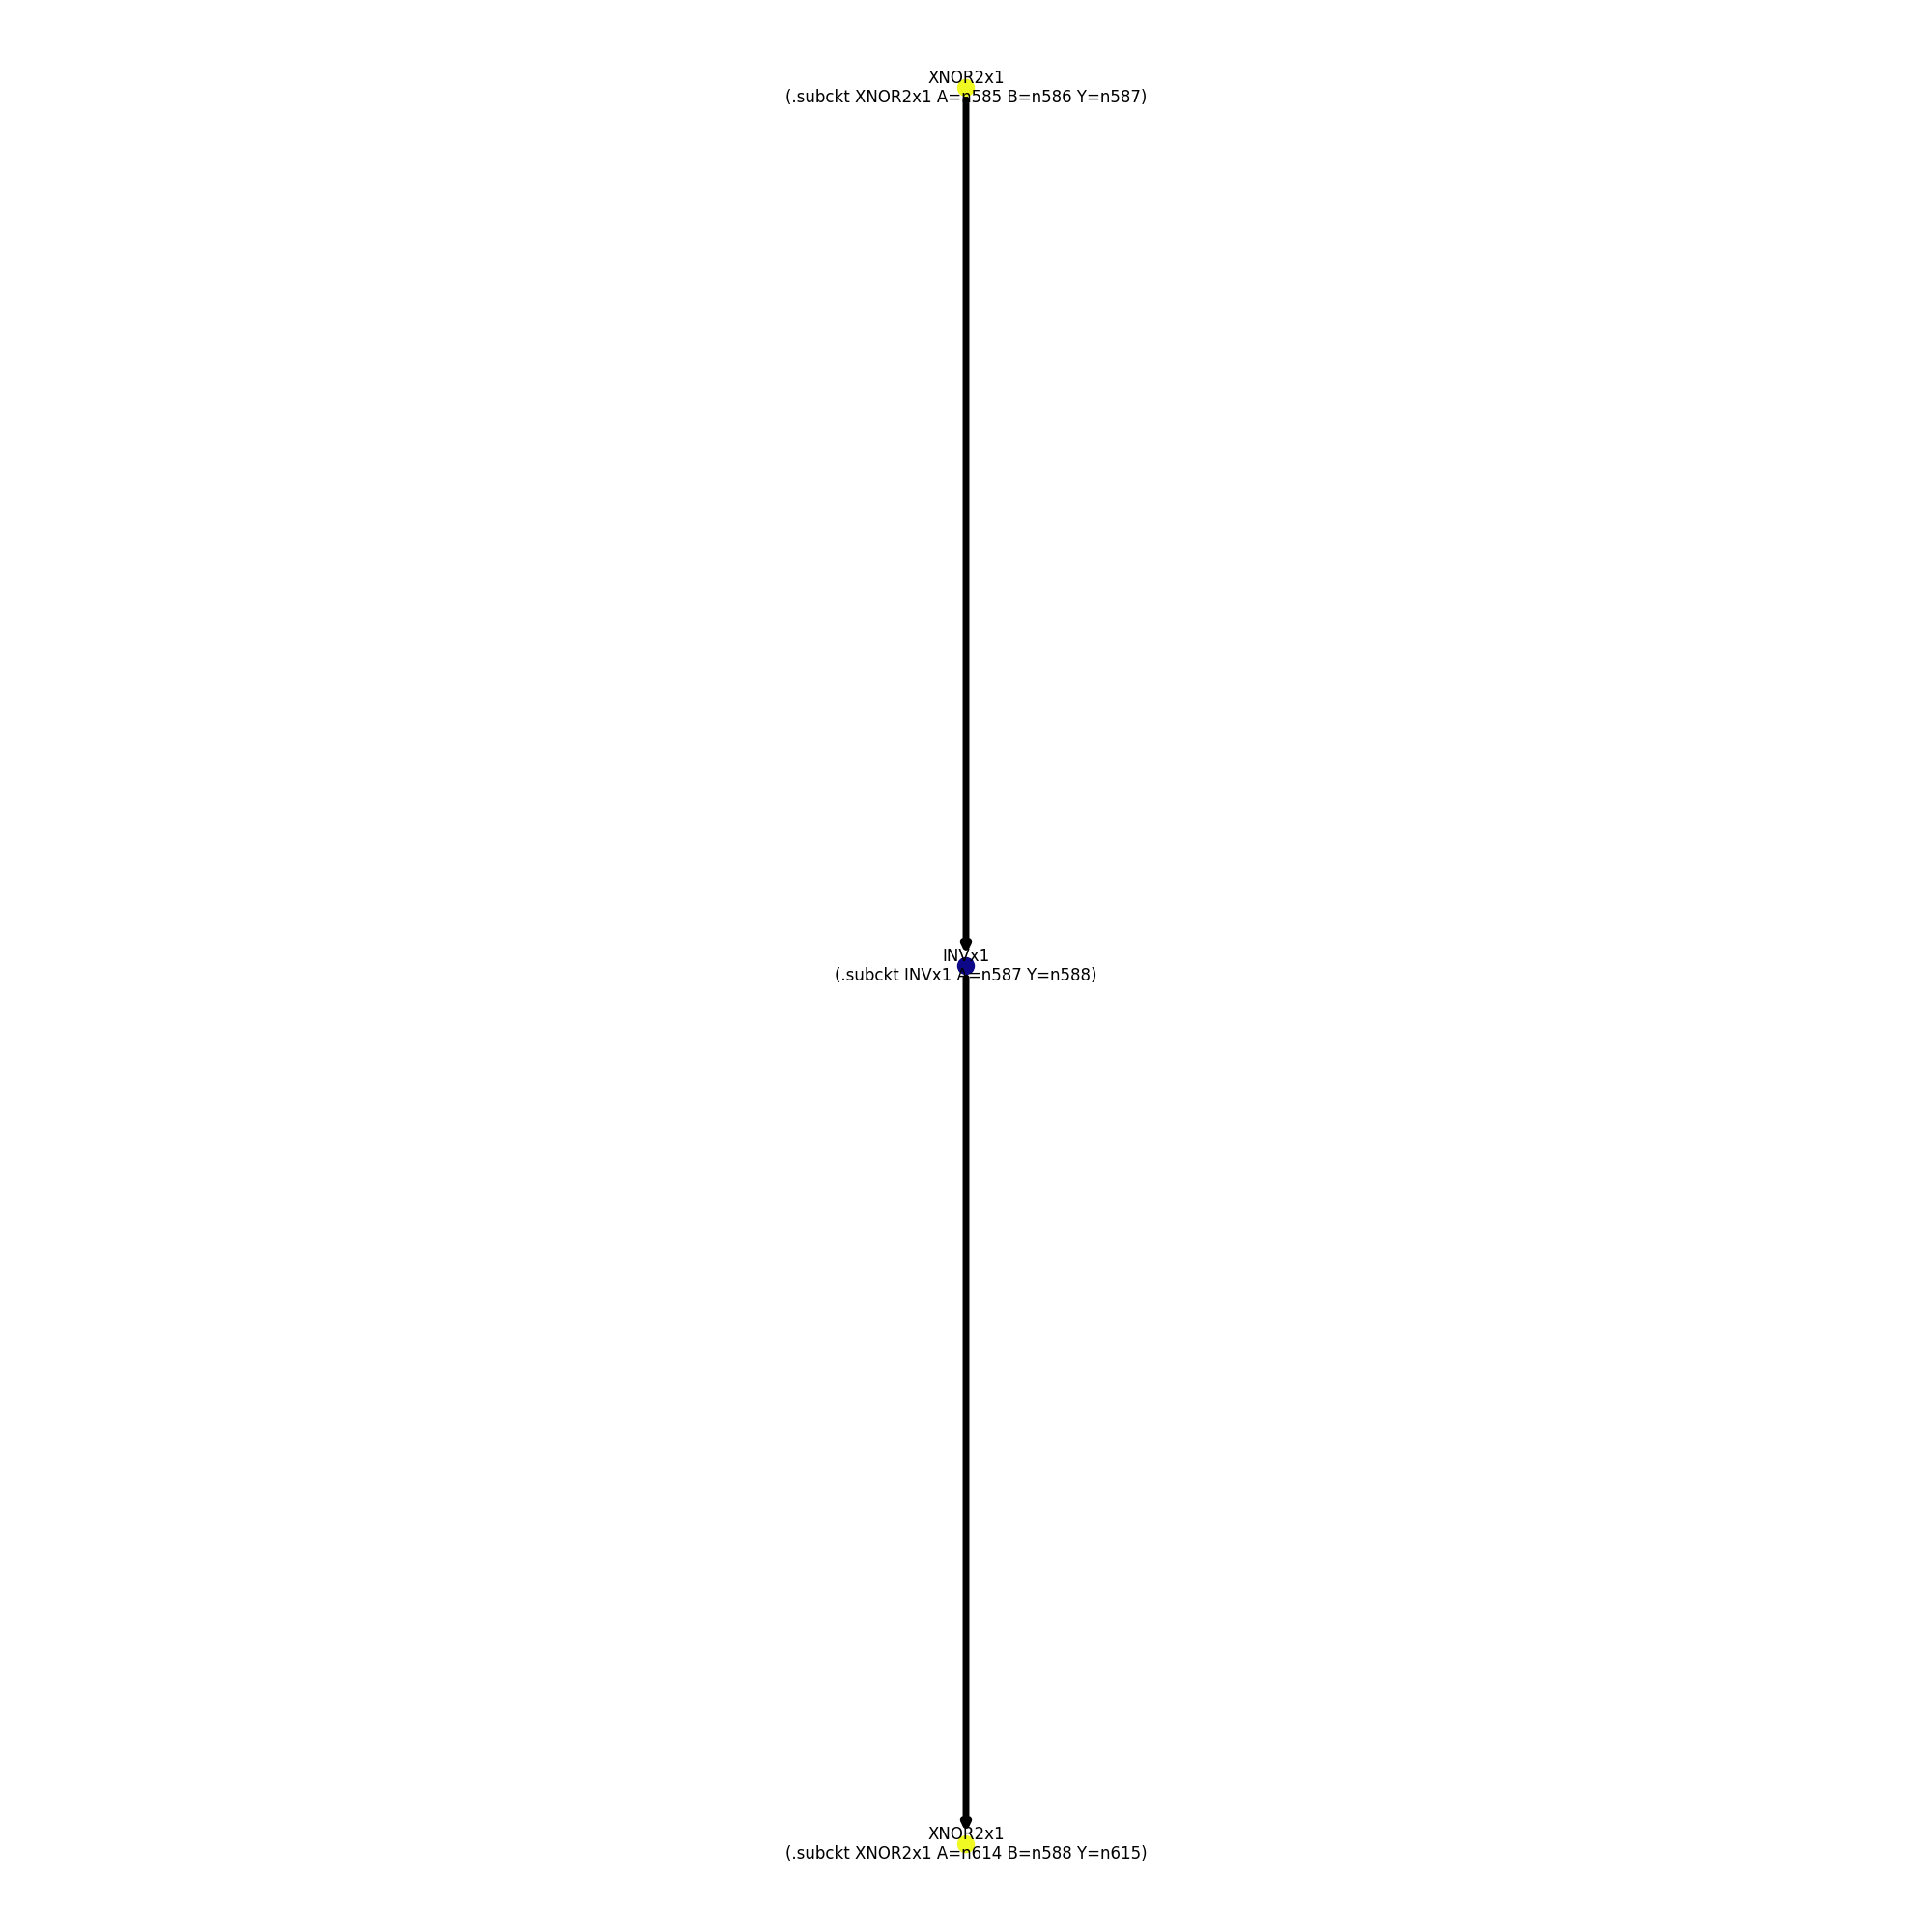 XNOR2x1
(.subckt XNOR2x1 A=n585 B=n586 Y=n587)
INVx1
(.subckt INVx1 A=n587 Y=n588)
XNOR2x1
(.subckt XNOR2x1 A=n614 B=n588 Y=n615)